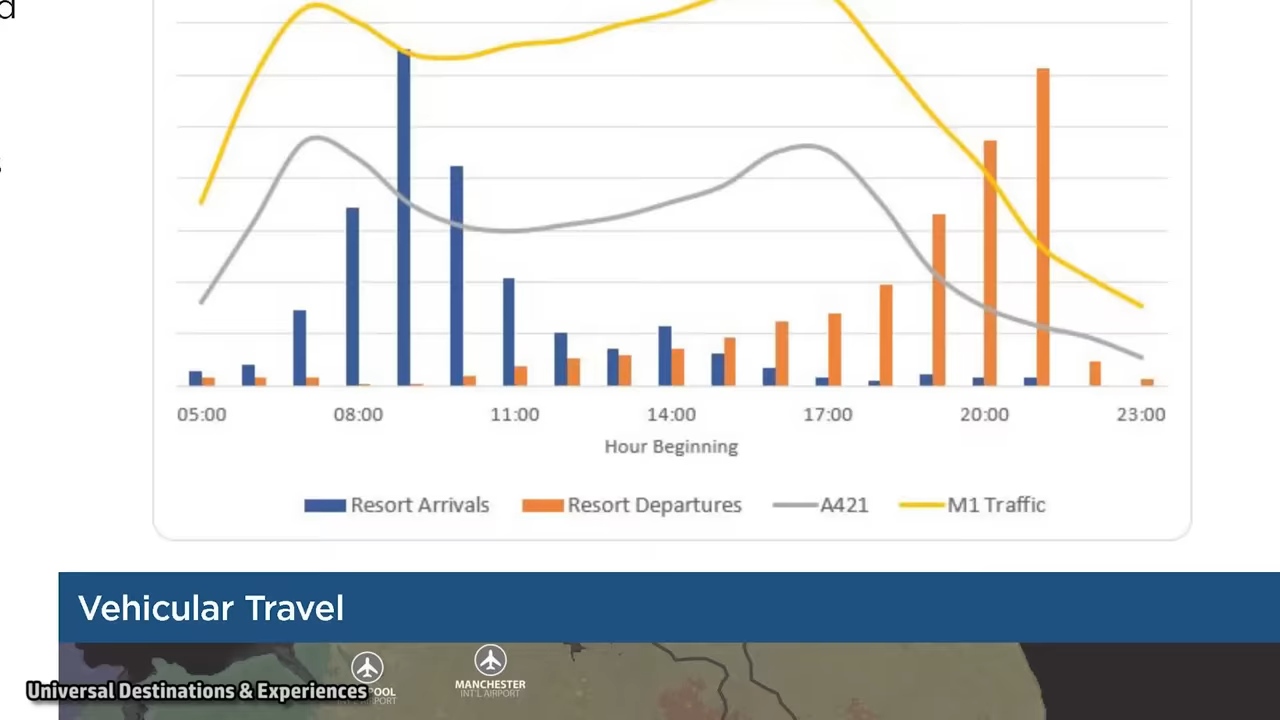 05:00 08:00 11:00 14:00 17:00 20:00 23:00
Hour Beginning
Resort Arrivals Resort Departures A421 M1 Traffic
Vehicular Travel
MANCHESTER
INT'L AIRPORT
Universal Destinations & Experiences